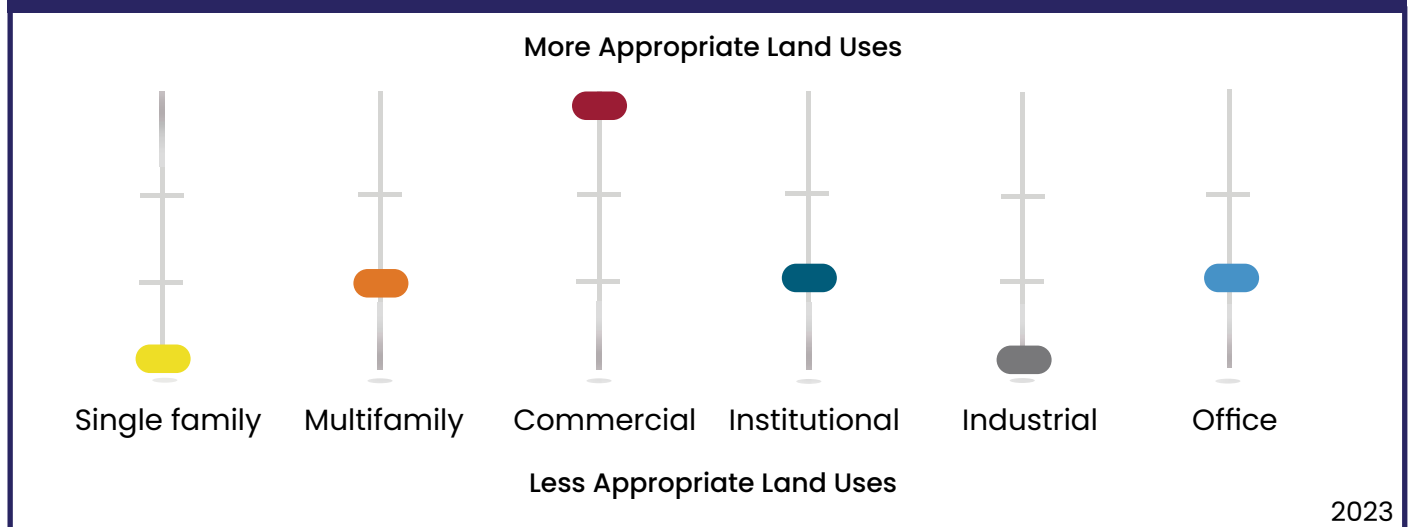 More Appropriate Land Uses
Single family Multifamily Commercial Institutional Industrial Office
Less Appropriate Land Uses
2023